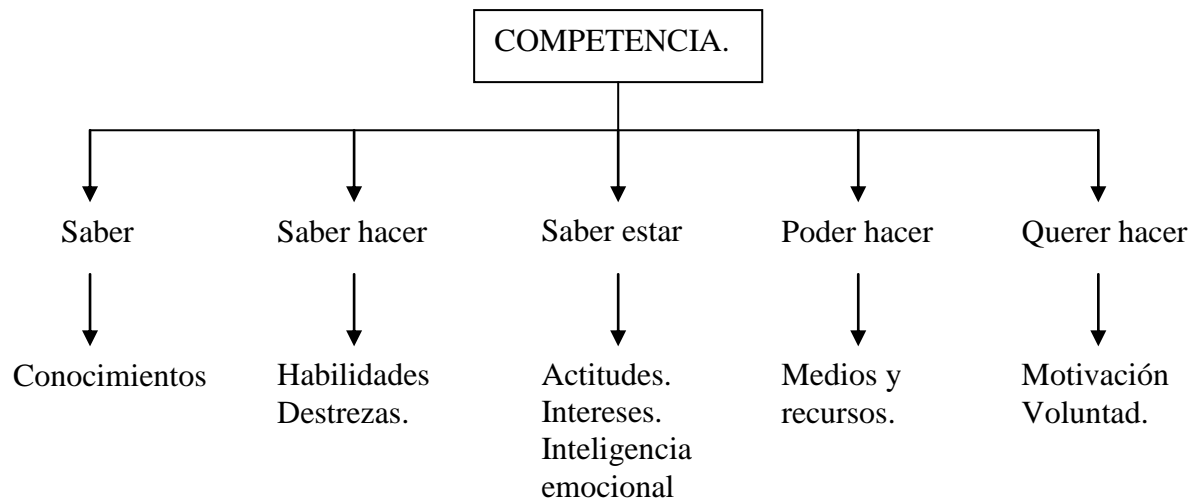 COMPETENCIA.
Saber
Saber hacer
Saber estar
Poder hacer
Querer hacer
Conocimientos
Habilidades
Destrezas.
Actitudes.
Intereses.
Inteligencia
emocional
Medios y
recursos.
Motivación
Voluntad.